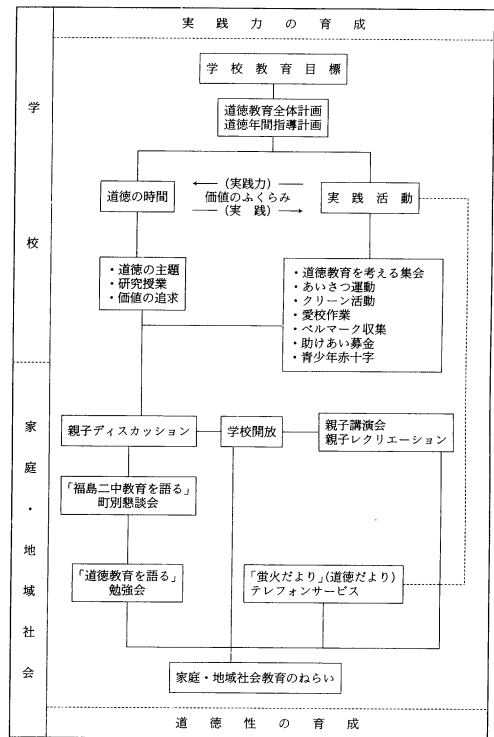 実践力の育成
学校
学校教育目標
道徳教育全体計画
道徳年間指導計画
道徳の時間
←─（実践力）─
価値のふくらみ
─（実　践）─→
実践活動
・道徳の主題
・研究授業
・価値の追求
・道徳教育を考える集会
・あいさつ運動
・クリーン活動
・愛校作業
・ベルマーク収集
・助けあい募金
・青少年赤十字
家庭・地域社会
親子ディスカッション
学校開放
親子講演会
親子レクリエーション
「福島二中教育を語る」
町別懇談会
「道徳教育を語る」
勉強会
「蛍火だより」（道徳だより）
テレフォンサービス
家庭・地域社会教育のねらい
道徳性の育成